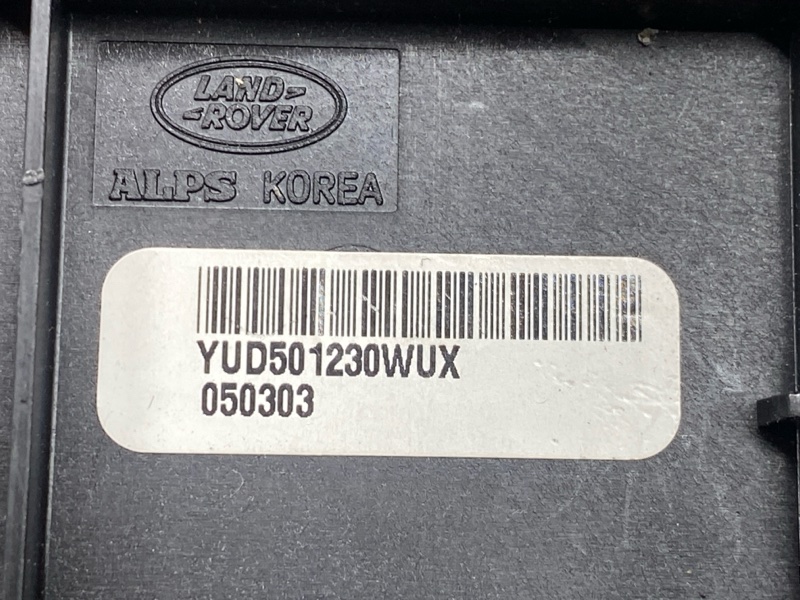 LAND
ROVER
ALPS KOREA
YUD501230WUX
050303